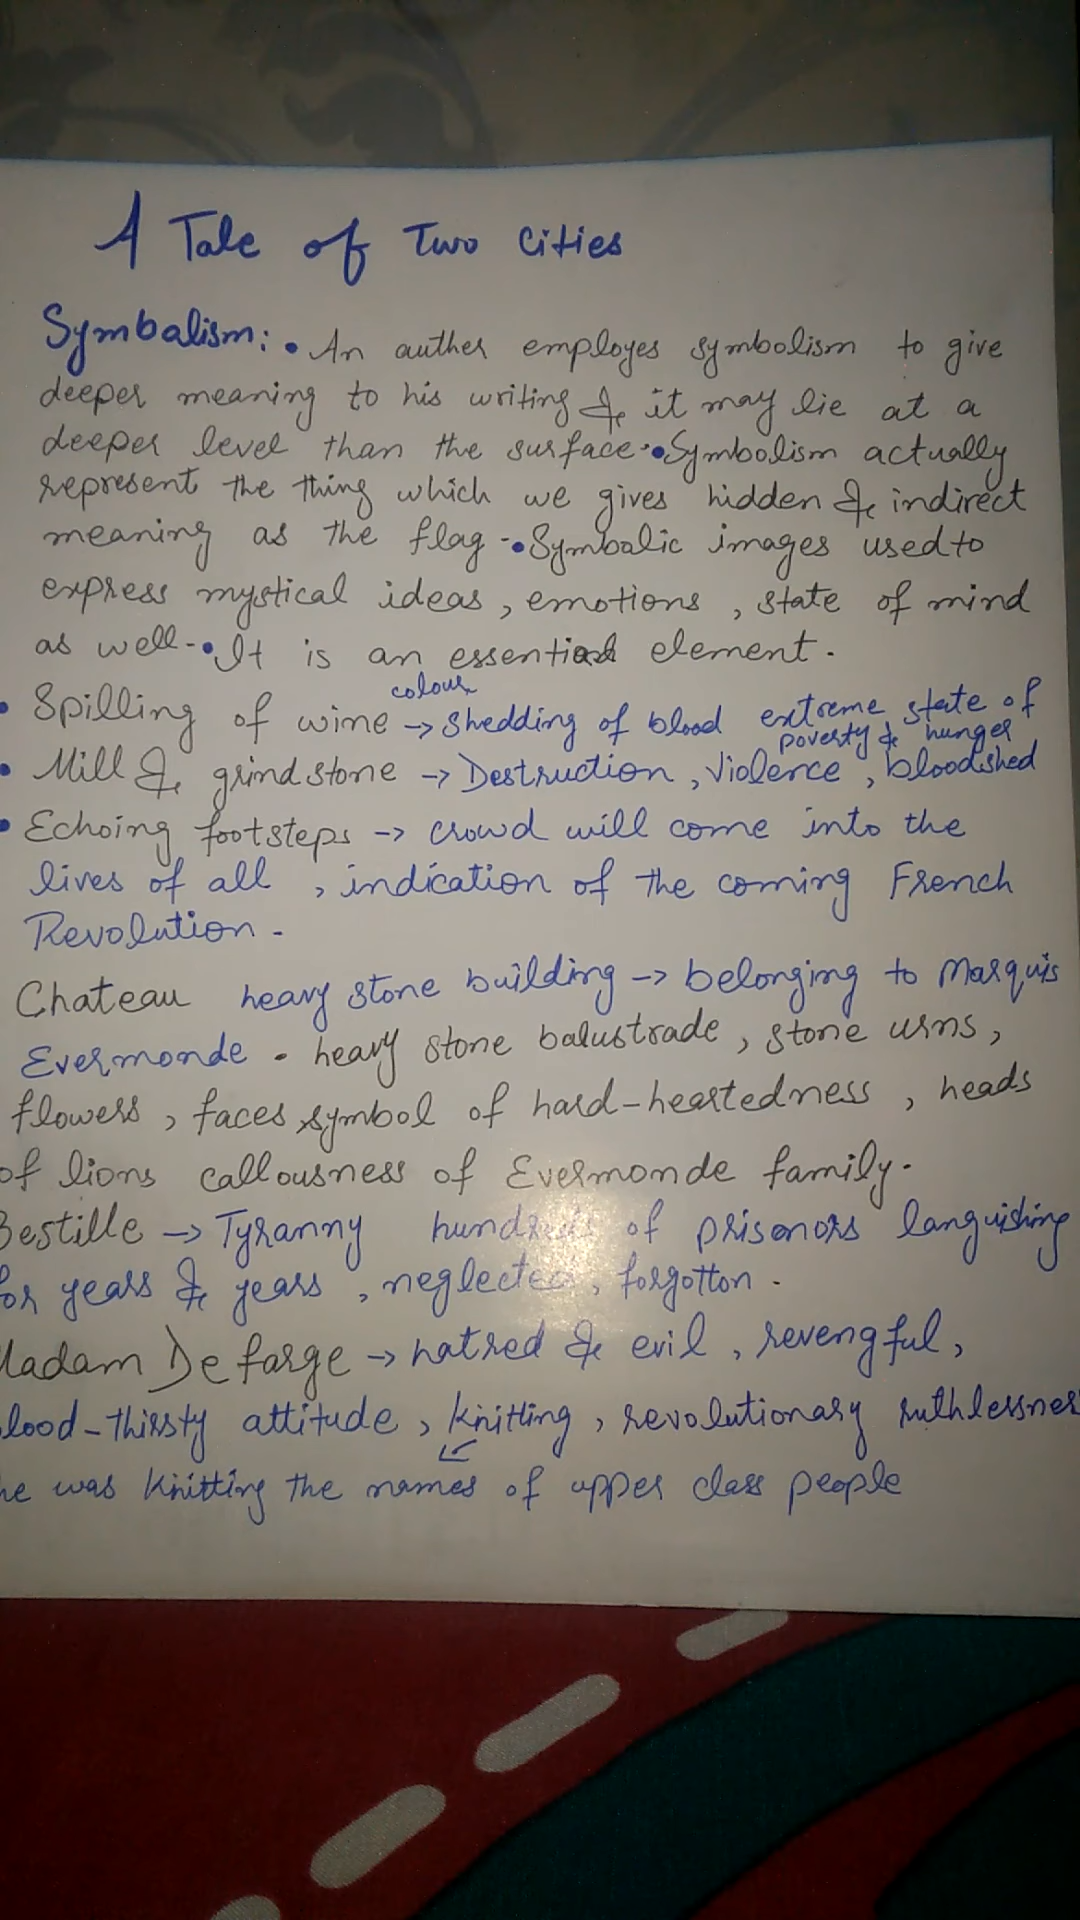 A Tale of Two Cities
Symbalism: • An auther employes symbolism to give
deeper meaning to his writing & it may lie at a
deeper level than the surface. • Symbolism actually
represent the thing which we gives hidden & indirect
meaning as the flag - • Symbolic images used to
express mystical ideas, emotions, state of mind
as well - • It is an essential element.
• Spilling of wine colour -> shedding of blood extreme state of
poverty & hunger
• Mill & grindstone -> Destruction, Violence, bloodshed
• Echoing footsteps -> crowd will come into the
lives of all, indication of the coming French
Revolution -
Chateau heavy stone building -> belonging to Marquis
Evermonde - heavy stone balustrade, stone urns,
flowers, faces, symbol of hard-heartedness, heads
of lions callousness of Evermonde family.
Bestille -> Tyranny hundreds of prisonors languishing
for years & years, neglected, forgotton.
Madam Defarge -> hatred & evil, revengful,
blood-thirsty attitude, knitting, revolutionary ruthlessness
he was knitting the names of upper class people